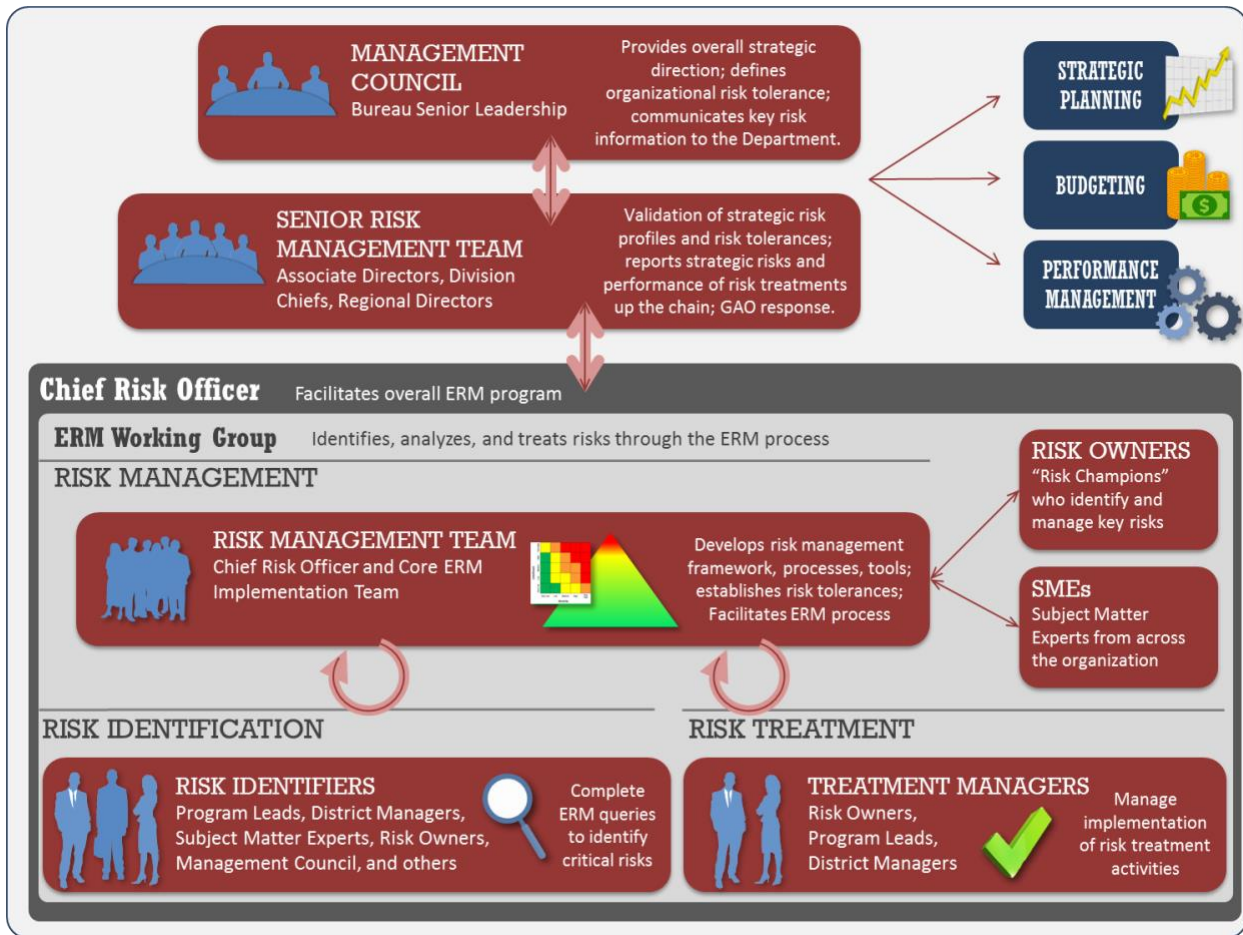 MANAGEMENT
COUNCIL
Bureau Senior Leadership
Provides overall strategic
direction; defines
organizational risk tolerance;
communicates key risk
information to the Department.
STRATEGIC
PLANNING
BUDGETING
PERFORMANCE
MANAGEMENT
SENIOR RISK
MANAGEMENT TEAM
Associate Directors, Division
Chiefs, Regional Directors
Validation of strategic risk
profiles and risk tolerances;
reports strategic risks and
performance of risk treatments
up the chain; GAO response.
Chief Risk Officer Facilitates overall ERM program
ERM Working Group Identifies, analyzes, and treats risks through the ERM process
RISK MANAGEMENT
RISK MANAGEMENT TEAM
Chief Risk Officer and Core ERM
Implementation Team
Develops risk management
framework, processes, tools;
establishes risk tolerances;
Facilitates ERM process
RISK OWNERS
“Risk Champions”
who identify and
manage key risks
SMEs
Subject Matter
Experts from across
the organization
RISK IDENTIFICATION
RISK IDENTIFIERS
Program Leads, District Managers,
Subject Matter Experts, Risk Owners,
Management Council, and others
Complete
ERM queries
to identify
critical risks
RISK TREATMENT
TREATMENT MANAGERS
Risk Owners,
Program Leads,
District Managers
Manage
implementation
of risk treatment
activities